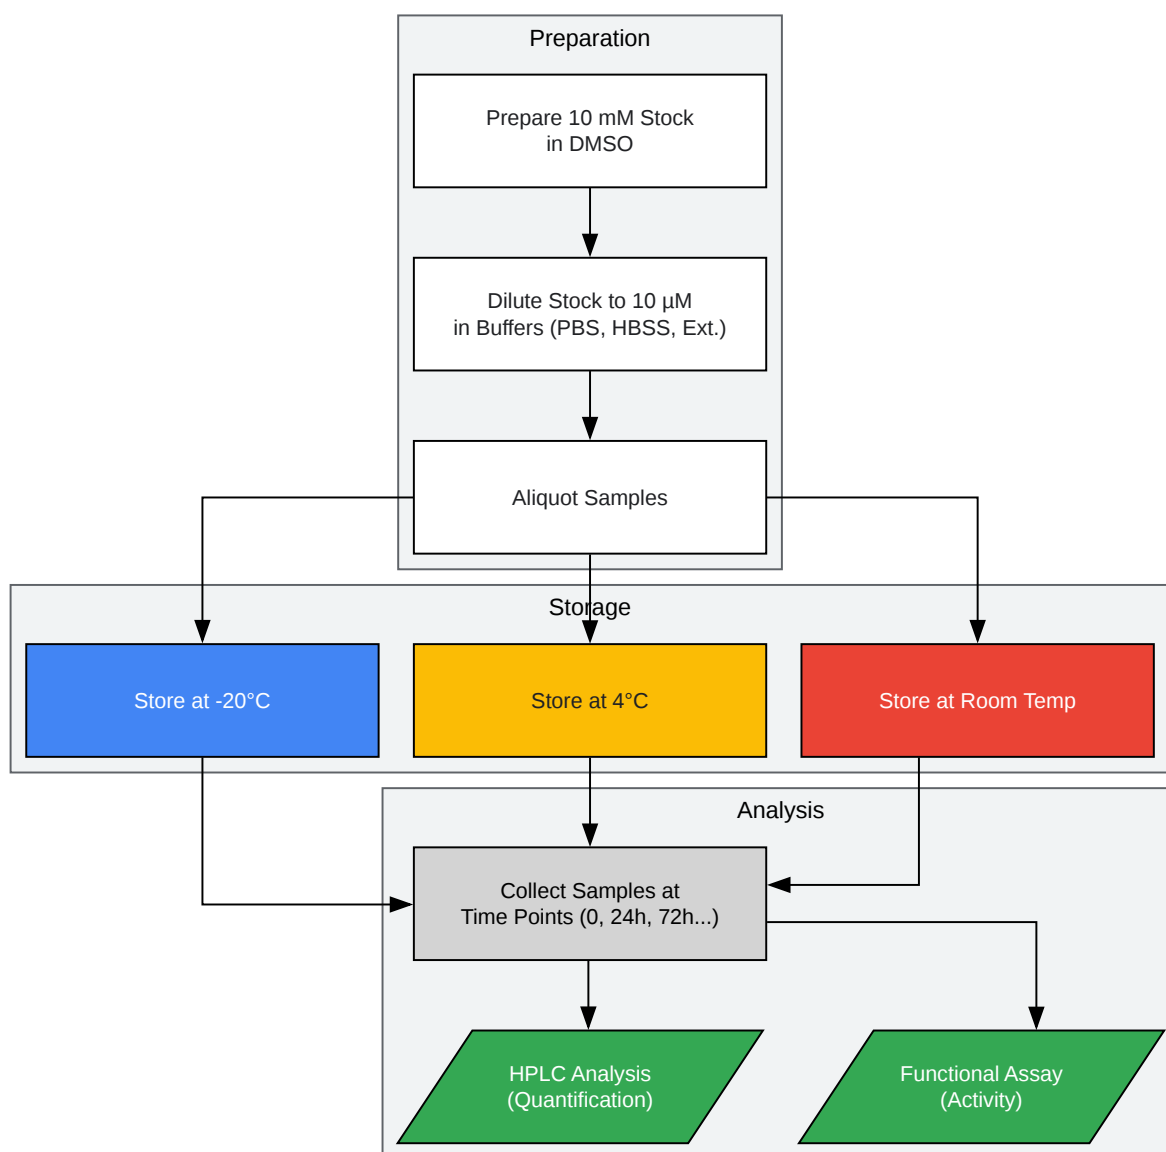 Preparation
Prepare 10 mM Stock
in DMSO
Dilute Stock to 10 µM
in Buffers (PBS, HBSS, Ext.)
Aliquot Samples
Storage
Store at -20°C
Store at 4°C
Store at Room Temp
Analysis
Collect Samples at
Time Points (0, 24h, 72h...)
HPLC Analysis
(Quantification)
Functional Assay
(Activity)